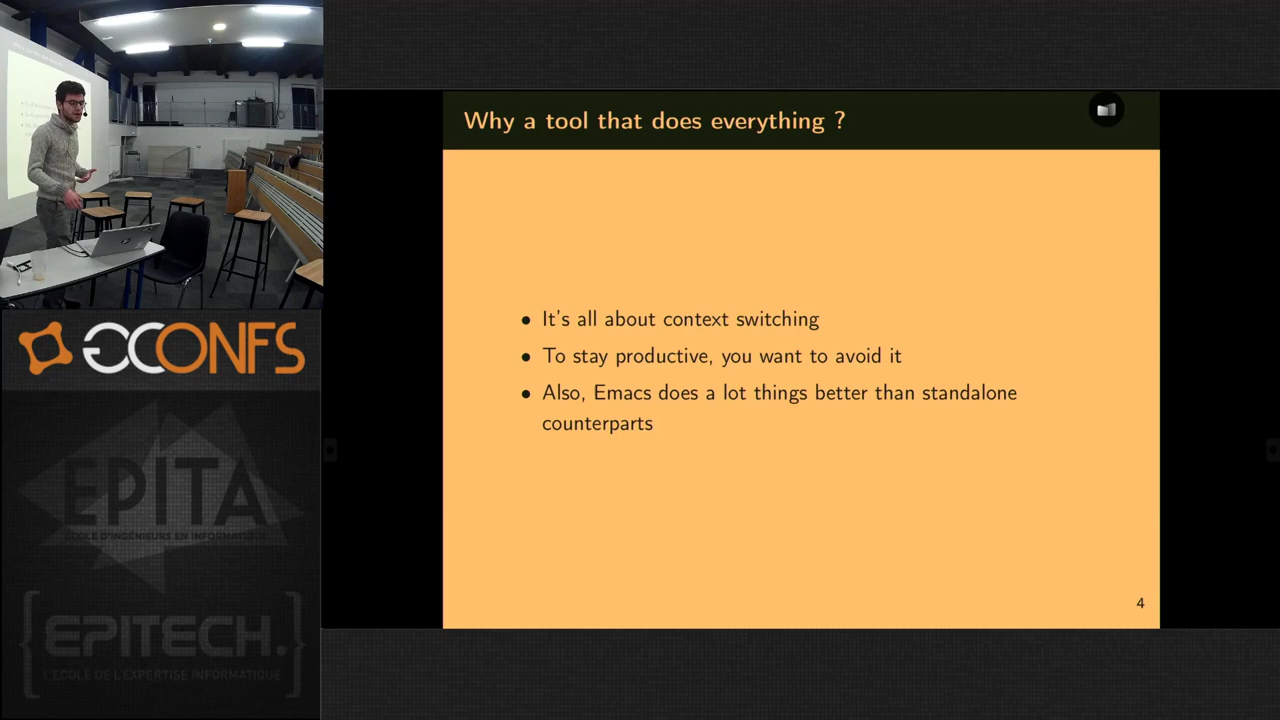 Why a tool that does everything ?
• It's all about context switching
• To stay productive, you want to avoid it
• Also, Emacs does a lot things better than standalone
counterparts
4
CONFS
EPITA
ÉCOLE D'INGÉNIEURS EN INFORMATIQUE
{EPITECH.}
L'ECOLE DE L'EXPERTISE INFORMATIQUE